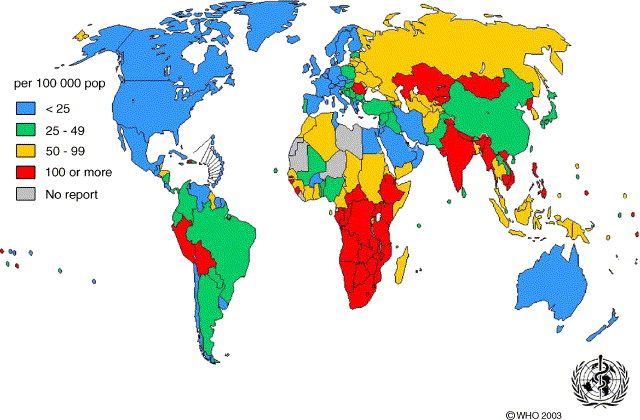 per 100 000 pop
< 25
25 - 49
50 - 99
100 or more
No report
© WHO 2003